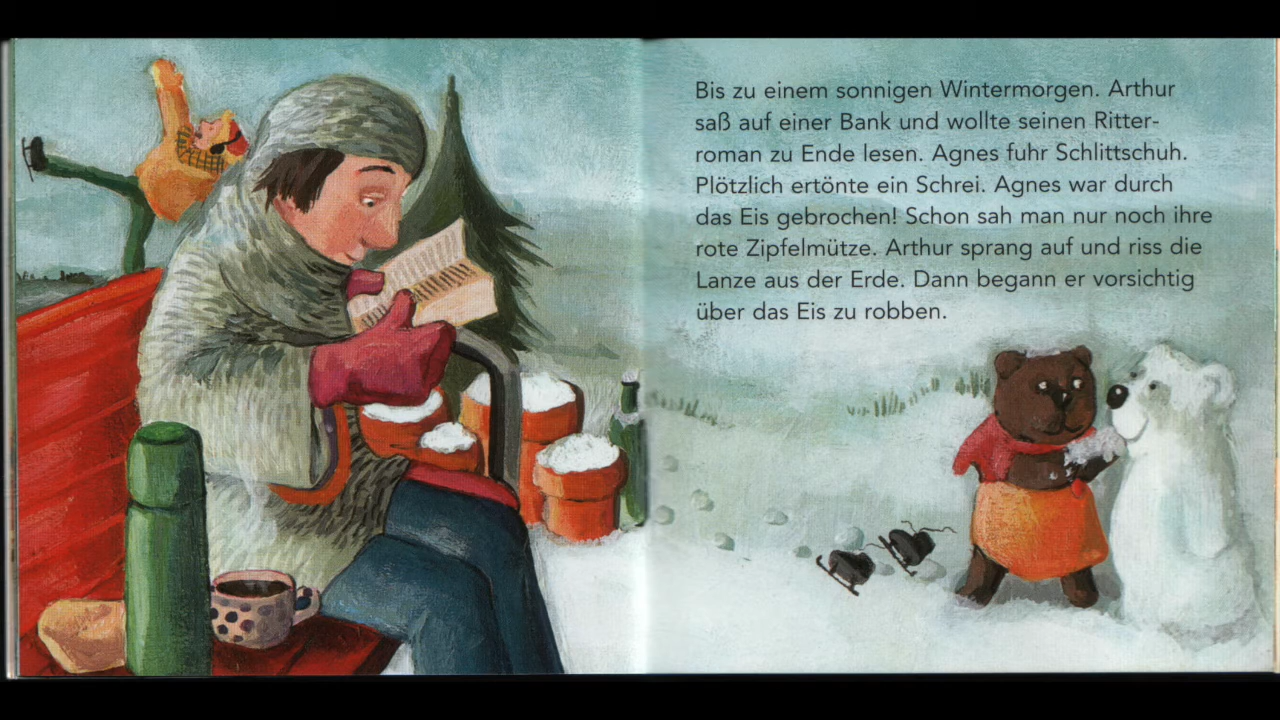 Bis zu einem sonnigen Wintermorgen. Arthur
saß auf einer Bank und wollte seinen Ritter-
roman zu Ende lesen. Agnes fuhr Schlittschuh.
Plötzlich ertönte ein Schrei. Agnes war durch
das Eis gebrochen! Schon sah man nur noch ihre
rote Zipfelmütze. Arthur sprang auf und riss die
Lanze aus der Erde. Dann begann er vorsichtig
über das Eis zu robben.